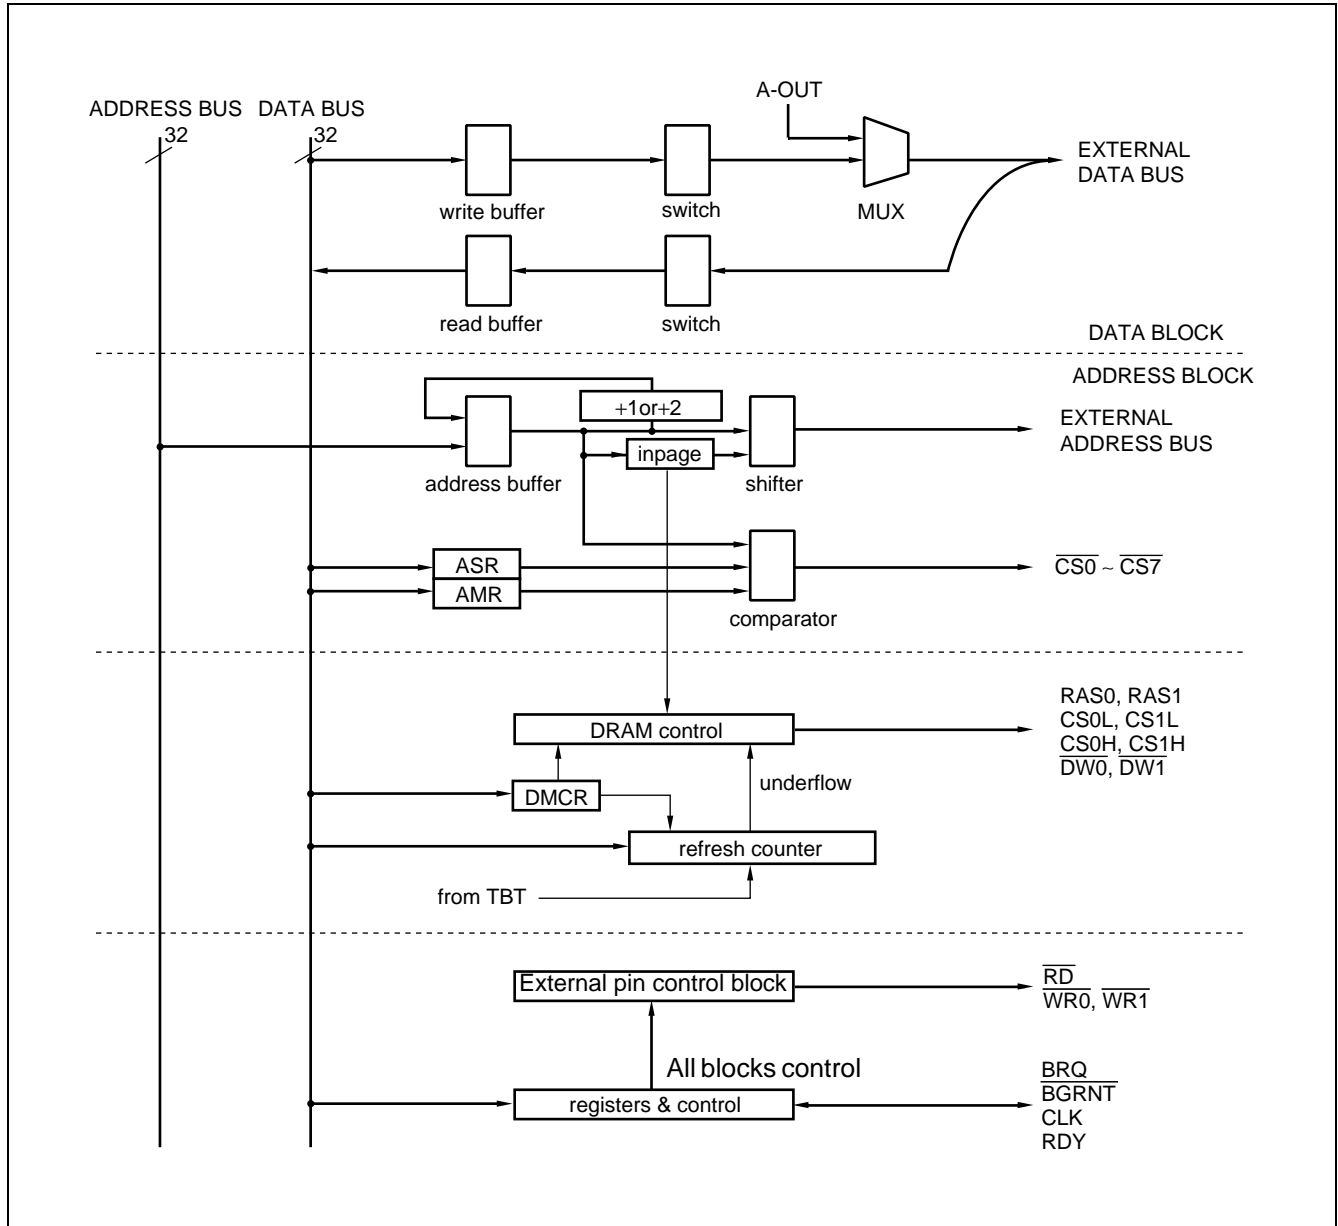 A-OUT
ADDRESS BUS
DATA BUS
32
32
EXTERNAL
DATA BUS
write buffer
switch
MUX
read buffer
switch
DATA BLOCK
ADDRESS BLOCK
+1or+2
EXTERNAL
ADDRESS BUS
inpage
address buffer
shifter
ASR
AMR
CS0 ~ CS7
comparator
RAS0, RAS1
CS0L, CS1L
CS0H, CS1H
DW0, DW1
DRAM control
underflow
DMCR
refresh counter
from TBT
External pin control block
RD
WR0, WR1
All blocks control
registers & control
BRQ
BGRNT
CLK
RDY